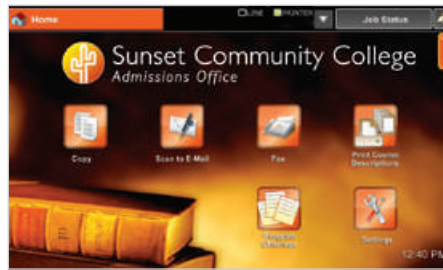 Home
LINE PRINTER Job Status
Sunset Community College
Admissions Office
Copy
Scan to E-Mail
Fax
Print Course
Descriptions
Settings
12:40 PM